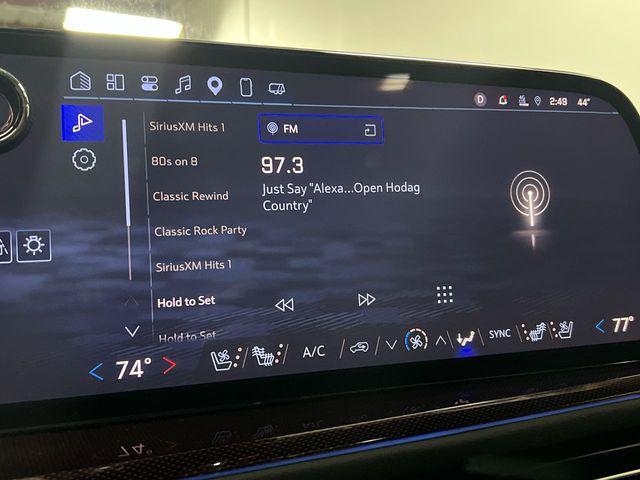 D 2:49 44°
SiriusXM Hits 1
FM
80s on 8
97.3
Just Say "Alexa...Open Hodag
Country"
Classic Rewind
Classic Rock Party
SiriusXM Hits 1
Hold to Set
Hold to Set
74° A/C SYNC 77°